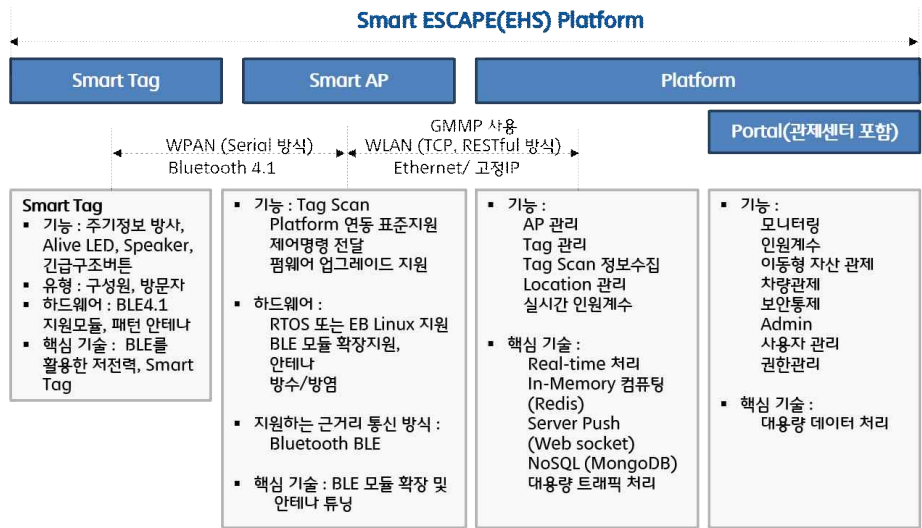 Smart ESCAPE(EHS) Platform
Smart Tag
Smart AP
Platform
Portal(관제센터 포함)
WPAN (Serial 방식)
Bluetooth 4.1
GMMP 사용
WLAN (TCP, RESTful 방식)
Ethernet/ 고정IP
Smart Tag
▪ 기능 : 주기정보 방사,
Alive LED, Speaker,
긴급구조버튼
▪ 유형 : 구성원, 방문자
▪ 하드웨어 : BLE4.1
지원모듈, 패턴 안테나
▪ 핵심 기술 : BLE를
활용한 저전력, Smart
Tag
▪ 기능 : Tag Scan
Platform 연동 표준지원
제어명령 전달
펌웨어 업그레이드 지원
▪ 하드웨어 :
RTOS 또는 EB Linux 지원
BLE 모듈 확장지원,
안테나
방수/방염
▪ 지원하는 근거리 통신 방식 :
Bluetooth BLE
▪ 핵심 기술 : BLE 모듈 확장 및
안테나 튜닝
▪ 기능 :
AP 관리
Tag 관리
Tag Scan 정보수집
Location 관리
실시간 인원계수
▪ 핵심 기술 :
Real-time 처리
In-Memory 컴퓨팅
(Redis)
Server Push
(Web socket)
NoSQL (MongoDB)
대용량 트래픽 처리
▪ 기능 :
모니터링
인원계수
이동형 자산 관제
차량관제
보안통제
Admin
사용자 관리
권한관리
▪ 핵심 기술 :
대용량 데이터 처리